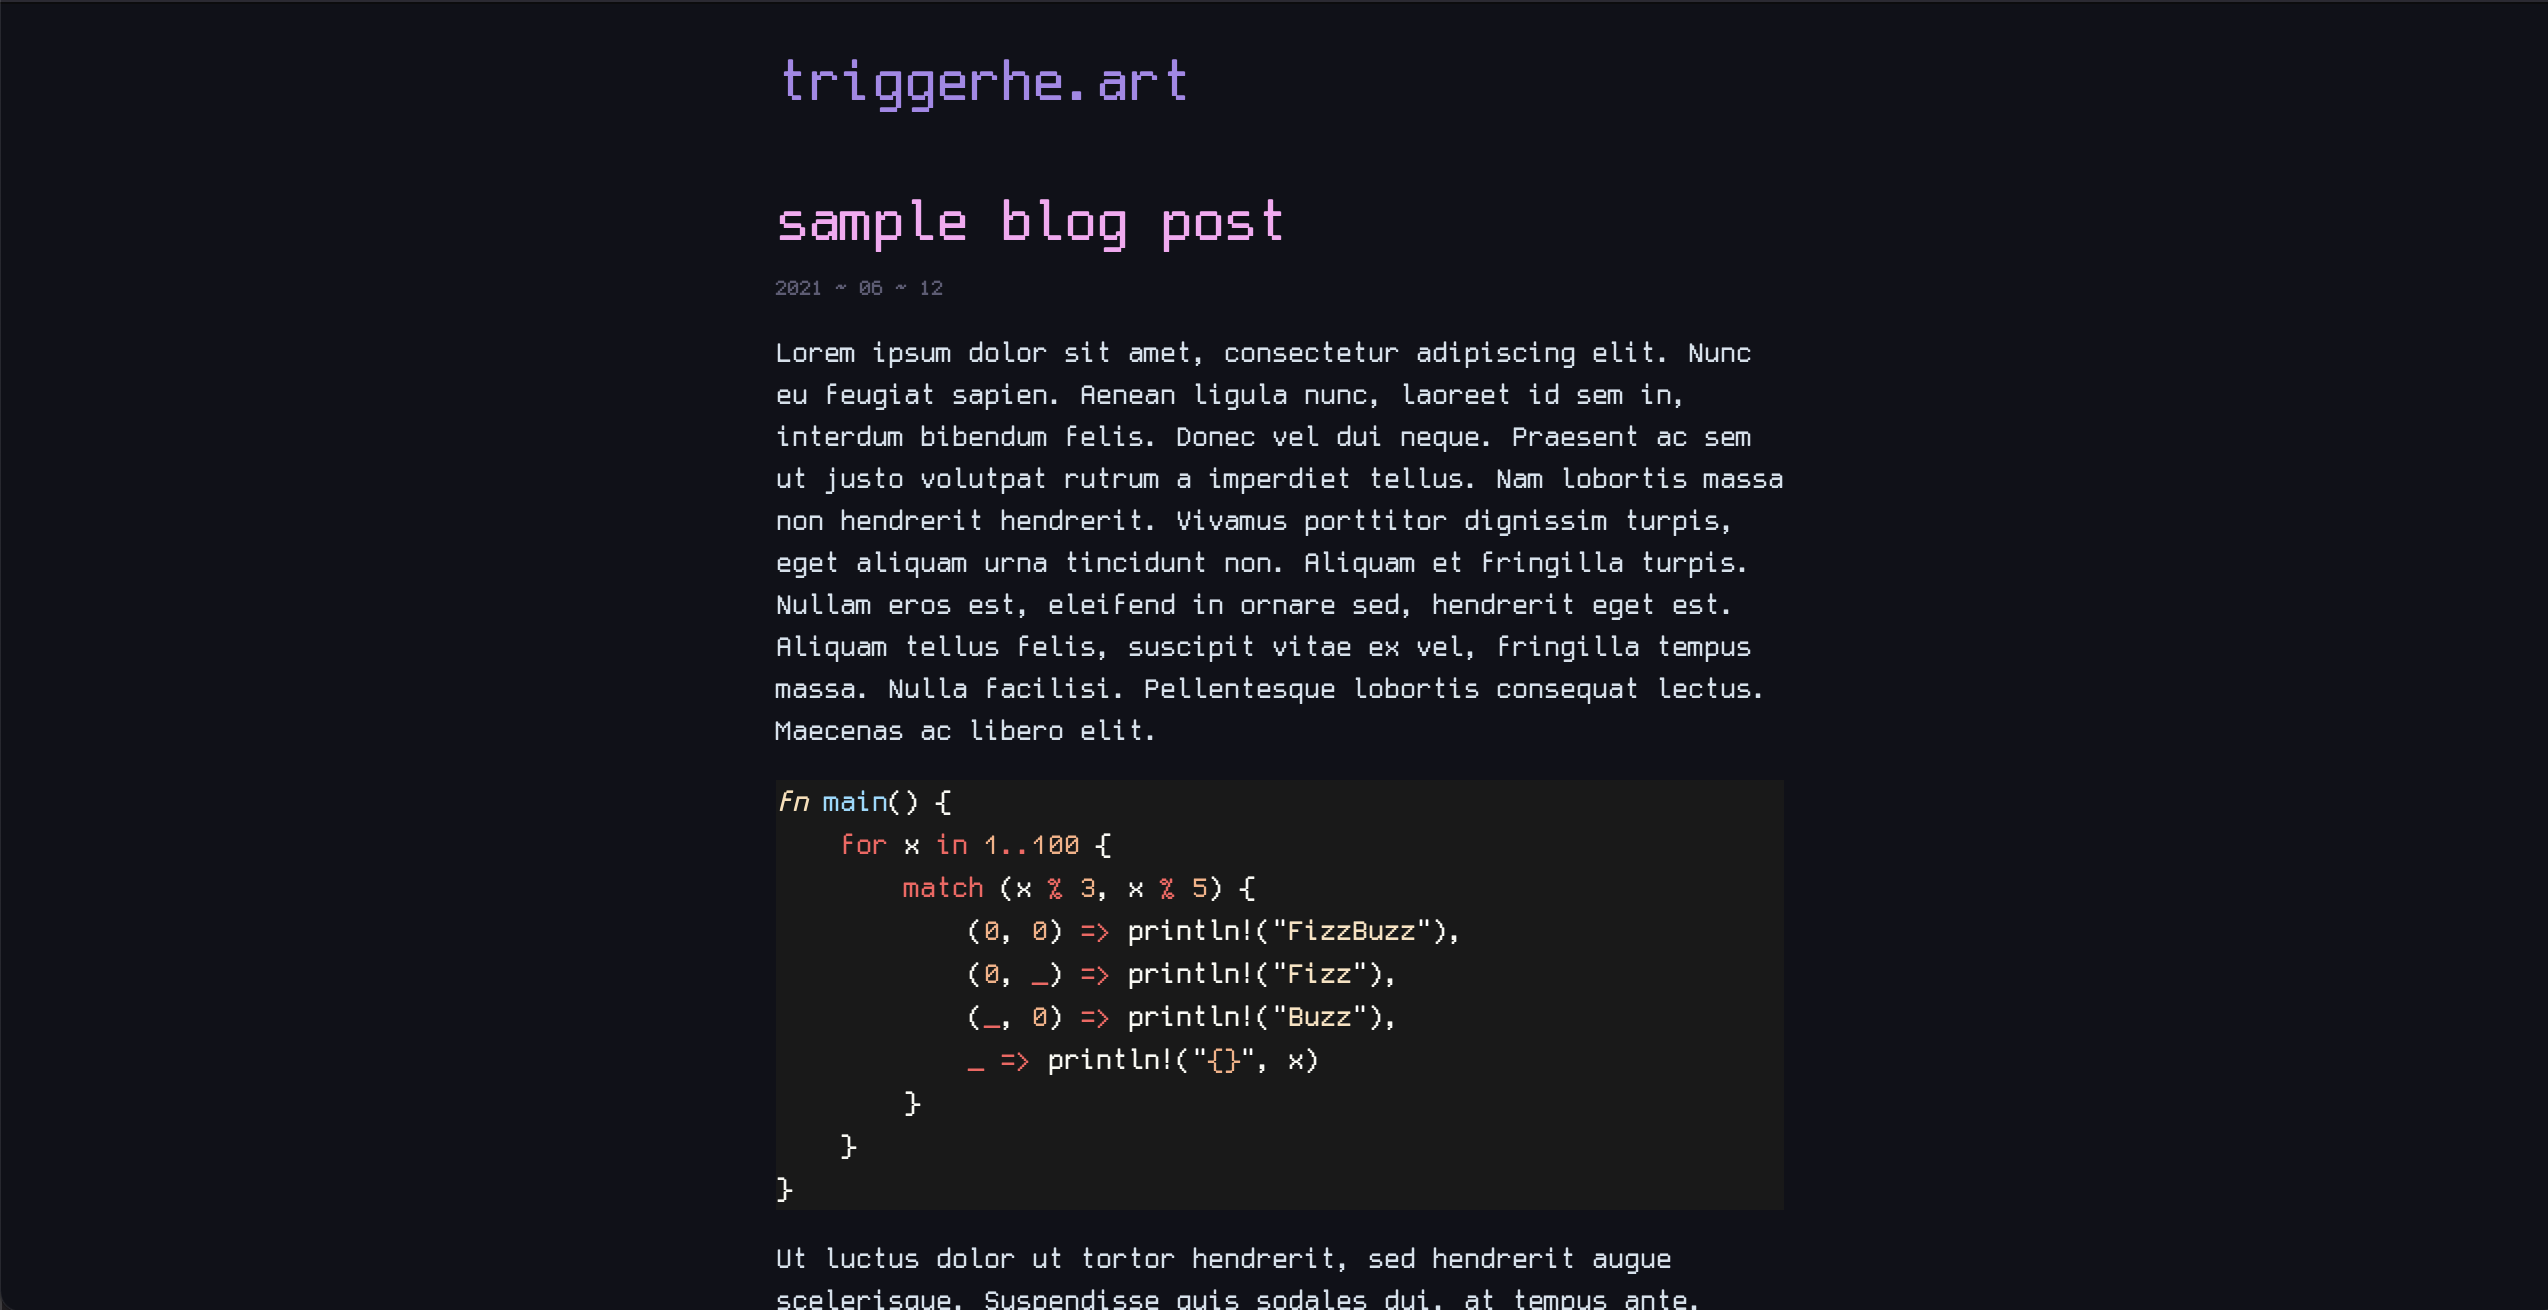 triggerhe.art
sample blog post
2021 ~ 06 ~ 12
Lorem ipsum dolor sit amet, consectetur adipiscing elit. Nunc
eu feugiat sapien. Aenean ligula nunc, laoreet id sem in,
interdum bibendum felis. Donec vel dui neque. Praesent ac sem
ut justo volutpat rutrum a imperdiet tellus. Nam lobortis massa
non hendrerit hendrerit. Vivamus porttitor dignissim turpis,
eget aliquam urna tincidunt non. Aliquam et fringilla turpis.
Nullam eros est, eleifend in ornare sed, hendrerit eget est.
Aliquam tellus felis, suscipit vitae ex vel, fringilla tempus
massa. Nulla facilisi. Pellentesque lobortis consequat lectus.
Maecenas ac libero elit.
fn main() {
    for x in 1..100 {
        match (x % 3, x % 5) {
            (0, 0) => println!("FizzBuzz"),
            (0, _) => println!("Fizz"),
            (_, 0) => println!("Buzz"),
            _ => println!("{}", x)
        }
    }
}
Ut luctus dolor ut tortor hendrerit, sed hendrerit augue
scelerisque. Suspendisse quis sodales dui, at tempus ante.